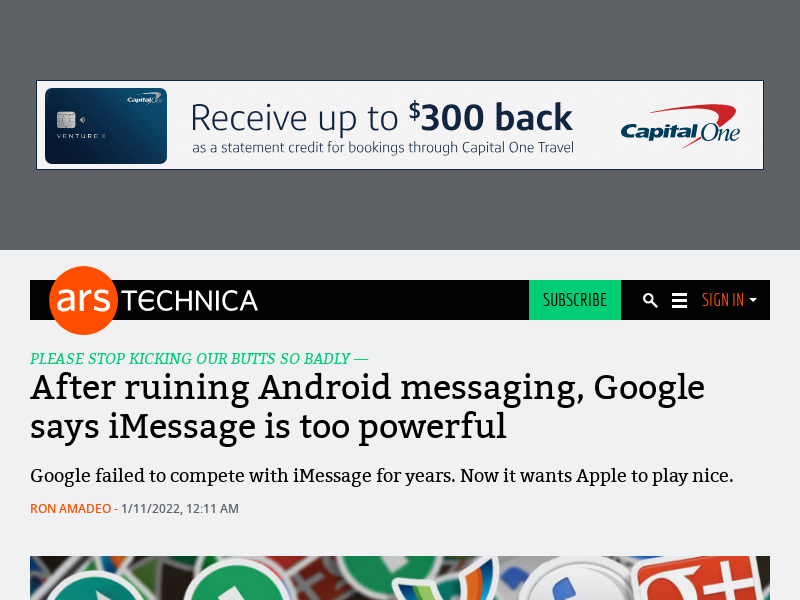 CapitalOne
VENTURE X
Receive up to $300 back
as a statement credit for bookings through Capital One Travel
Capital One
ars TECHNICA
SUBSCRIBE
SIGN IN
PLEASE STOP KICKING OUR BUTTS SO BADLY —
After ruining Android messaging, Google
says iMessage is too powerful
Google failed to compete with iMessage for years. Now it wants Apple to play nice.
RON AMADEO - 1/11/2022, 12:11 AM
g+